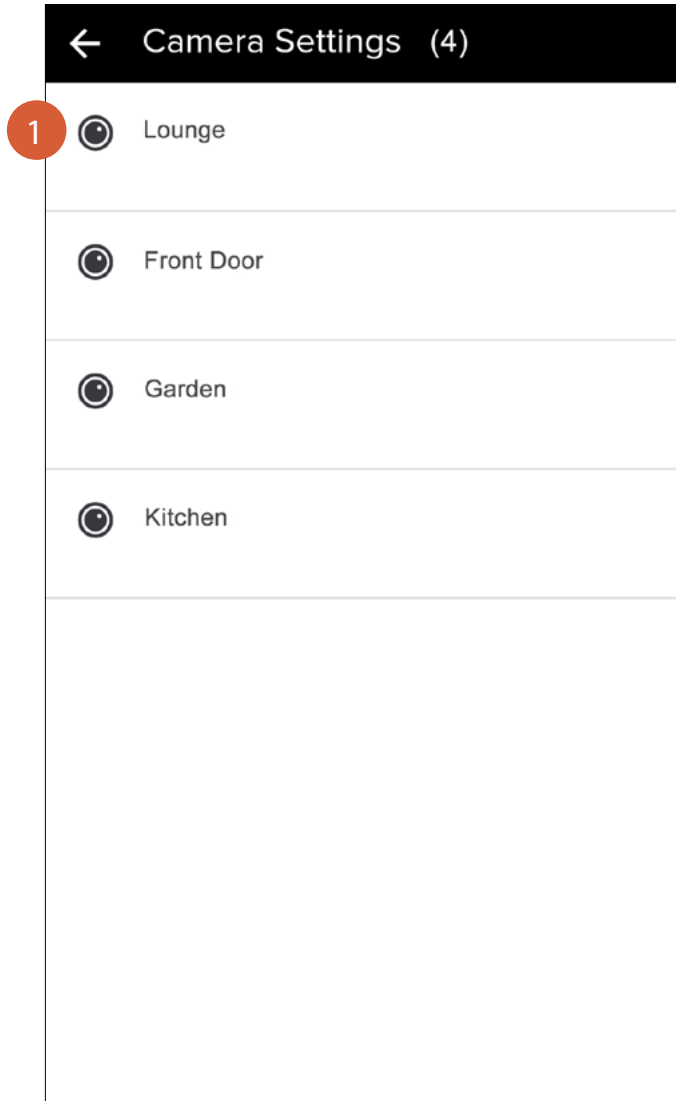 Camera Settings (4)
1
Lounge
Front Door
Garden
Kitchen